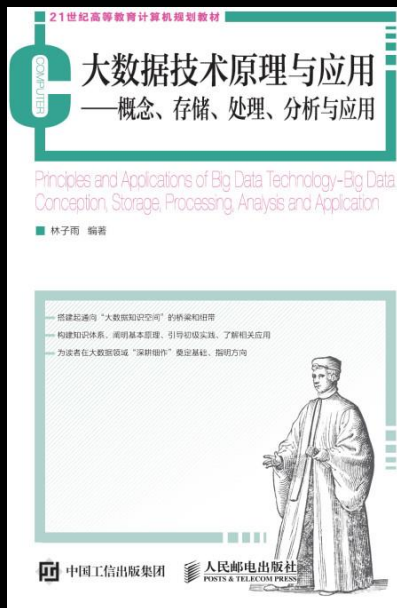 21世纪高等教育计算机规划教材
COMPUTER
大数据技术原理与应用
——概念、存储、处理、分析与应用
Principles and Applications of Big Data Technology-Big Data
Conception, Storage, Processing, Analysis and Application
林子雨 编著
搭建起通向“大数据知识空间”的桥梁和纽带
构建知识体系、阐明基本原理、引导初级实践、了解相关应用
为读者在大数据领域“深耕细作”奠定基础、指明方向
中国工信出版集团
人民邮电出版社
POSTS & TELECOM PRESS